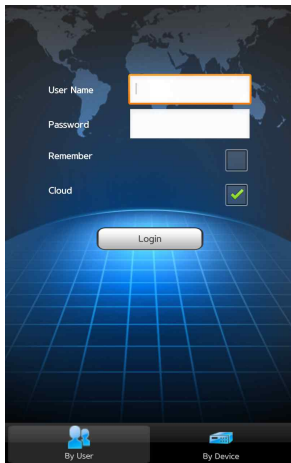 User Name
Password
Remember
Cloud
Login
By User
By Device